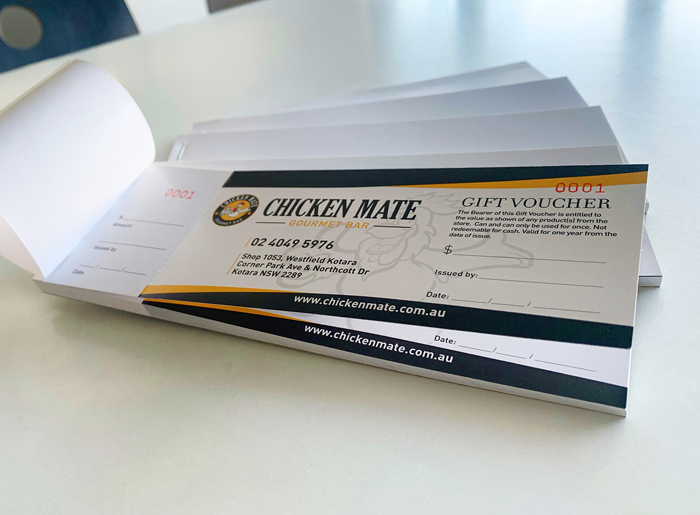 0001
$
Issued by:
Date:
CHICKEN MATE
GOURMET BAR
02 4049 5976
Shop 1053, Westfield Kotara
Corner Park Ave & Northcott Dr
Kotara NSW 2289
www.chickenmate.com.au
0001
GIFT VOUCHER
The Bearer of this Gift Voucher is entitled to
the value as shown of any product(s) from the
store. Can and can only be used for once. Not
redeemable for cash. Valid for one year from the
date of issue.
$
Issued by:
Date: / /
Date: / /
www.chickenmate.com.au